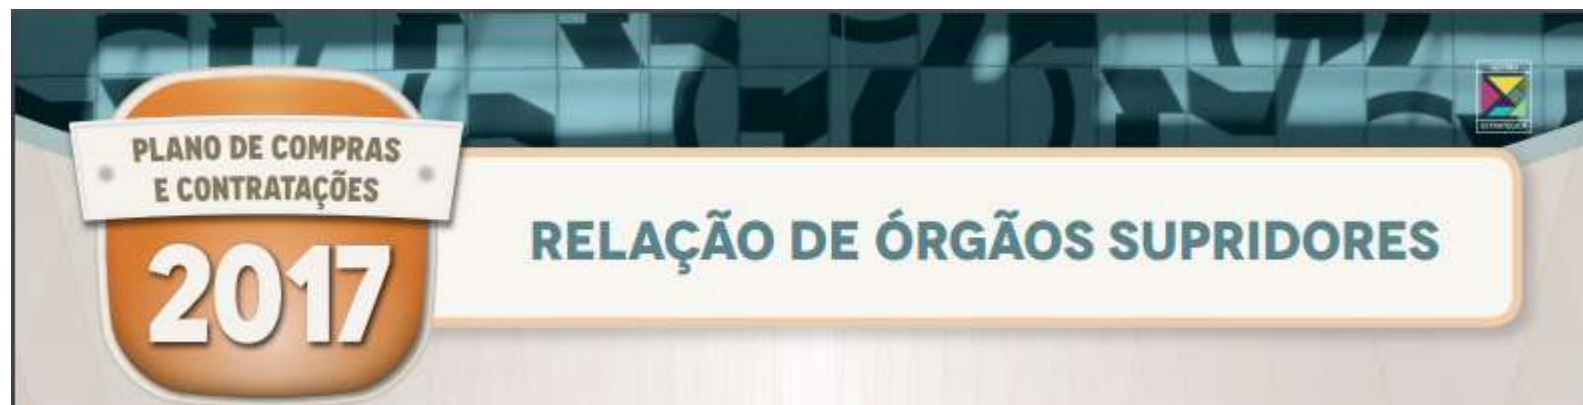 PLANO DE COMPRAS
E CONTRATAÇÕES
2017
RELAÇÃO DE ÓRGÃOS SUPRIDORES